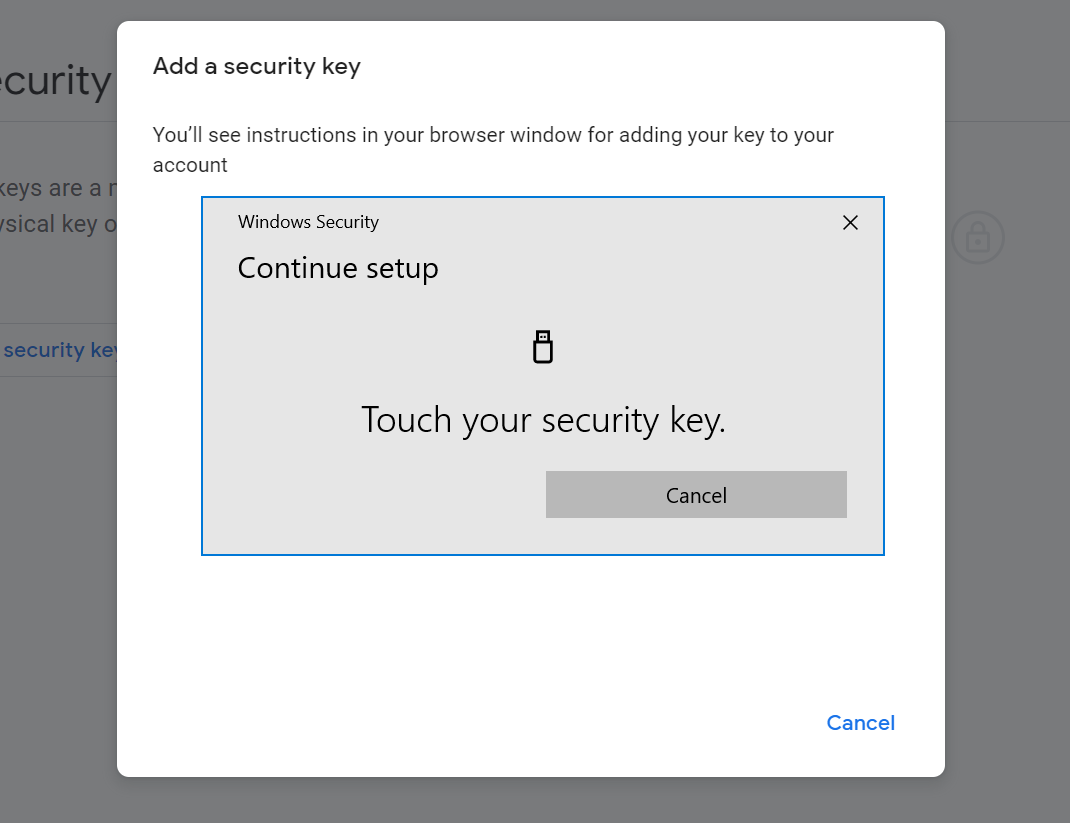 Add a security key
ecurity
You’ll see instructions in your browser window for adding your key to your
account
keys are a
ysical key
Windows Security
Continue setup
security key
Touch your security key.
Cancel
Cancel